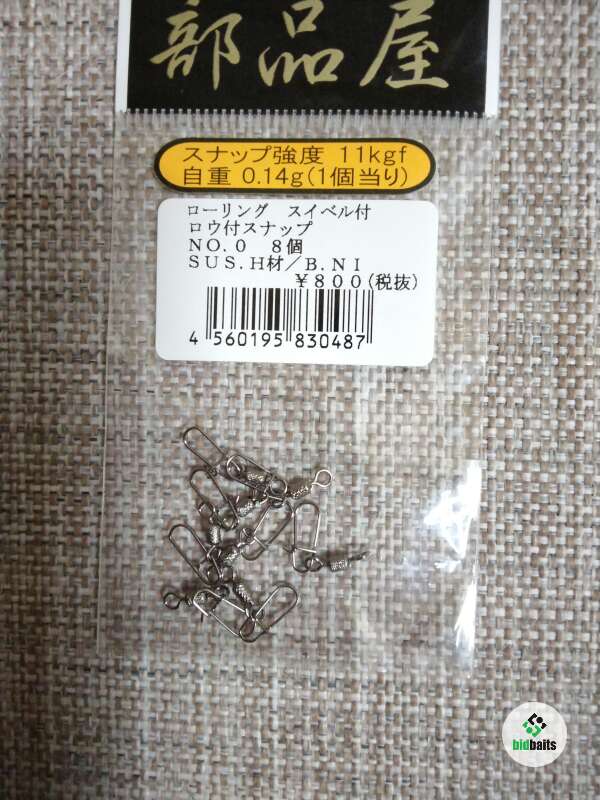 部品屋
スナップ強度 11kgf
自重 0.14g(1個当り)
ローリング スイベル付
ロウ付スナップ
NO.0 8個
SUS.H材/B.NI
¥800(税抜)
4 560195 830487
bidbaits